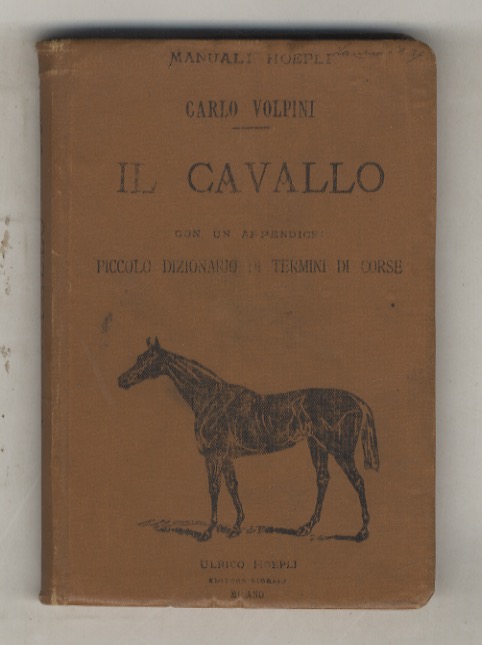 MANUALI HOEPLI
CARLO VOLPINI
IL CAVALLO
CON UN APPENDICE:
PICCOLO DIZIONARIO DI TERMINI DI CORSE
ULRICO HOEPLI
EDITORE LIBRAIO
MILANO